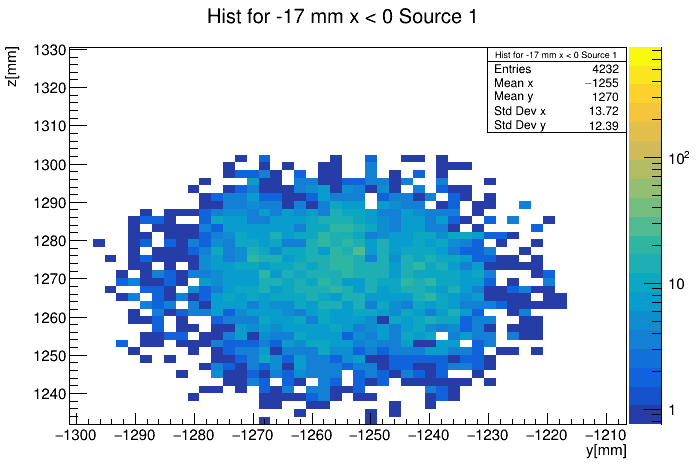 Hist for -17 mm x < 0 Source 1
z[mm]
1330
1320
1310
1300
1290
1280
1270
1260
1250
1240
Hist for -17 mm x < 0 Source 1
Entries 4232
Mean x −1255
Mean y 1270
Std Dev x 13.72
Std Dev y 12.39
10²
10
1
−1300 −1290 −1280 −1270 −1260 −1250 −1240 −1230 −1220 −1210
y[mm]